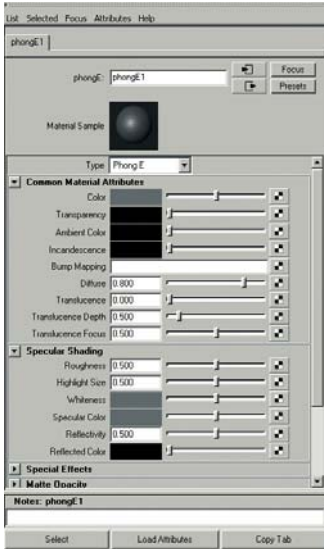 List Selected Focus Attributes Help
phongE1
phongE: phongE1
Focus
Presets
Material Sample
Type Phong E
Common Material Attributes
Color
Transparency
Ambient Color
Incandescence
Bump Mapping
Diffuse 0.800
Translucence 0.000
Translucence Depth 0.500
Translucence Focus 0.500
Specular Shading
Roughness 0.500
Highlight Size 0.500
Whiteness
Specular Color
Reflectivity 0.500
Reflected Color
Special Effects
Matte Opacity
Notes: phongE1
Select Load Attributes Copy Tab